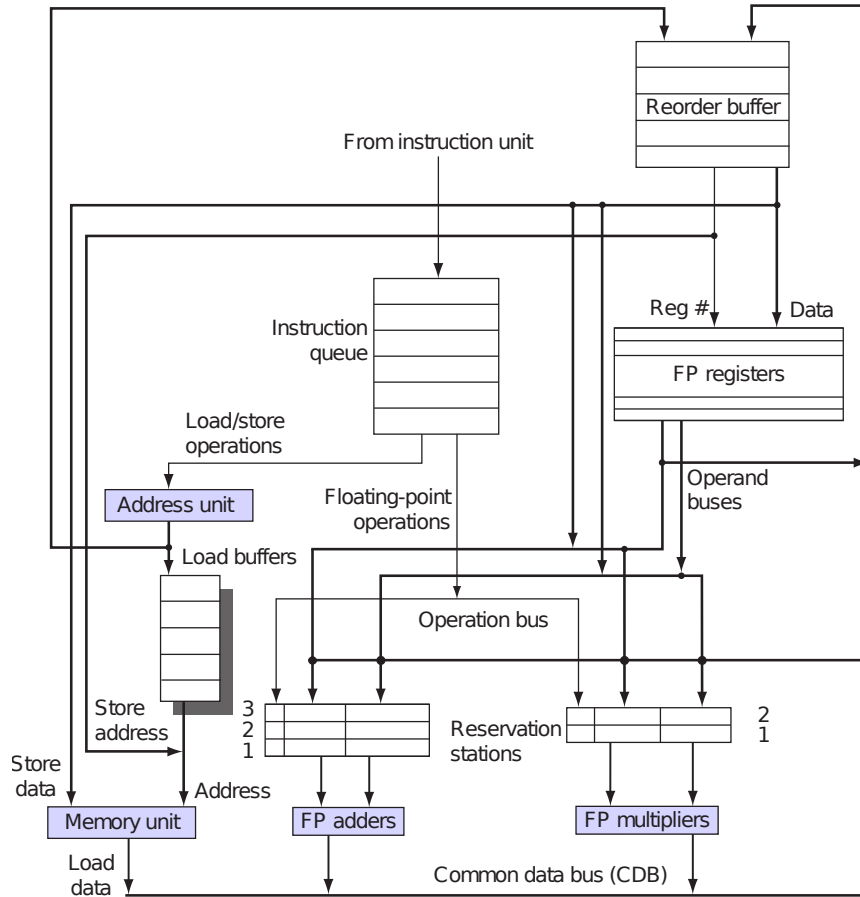 Reorder buffer
From instruction unit
Reg #
Data
Instruction
queue
FP registers
Load/store
operations
Operand
buses
Floating-point
operations
Address unit
Load buffers
Operation bus
3
2
1
Reservation
stations
2
1
Store
address
Store
data
Address
Memory unit
FP adders
FP multipliers
Load
data
Common data bus (CDB)